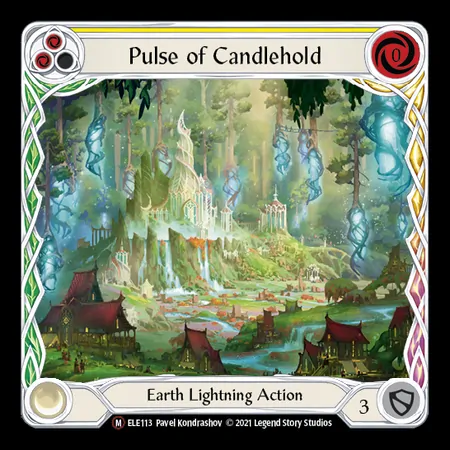 Pulse of Candlehold
0
Earth Lightning Action
3
M ELE113 Pavel Kondrashov © 2021 Legend Story Studios